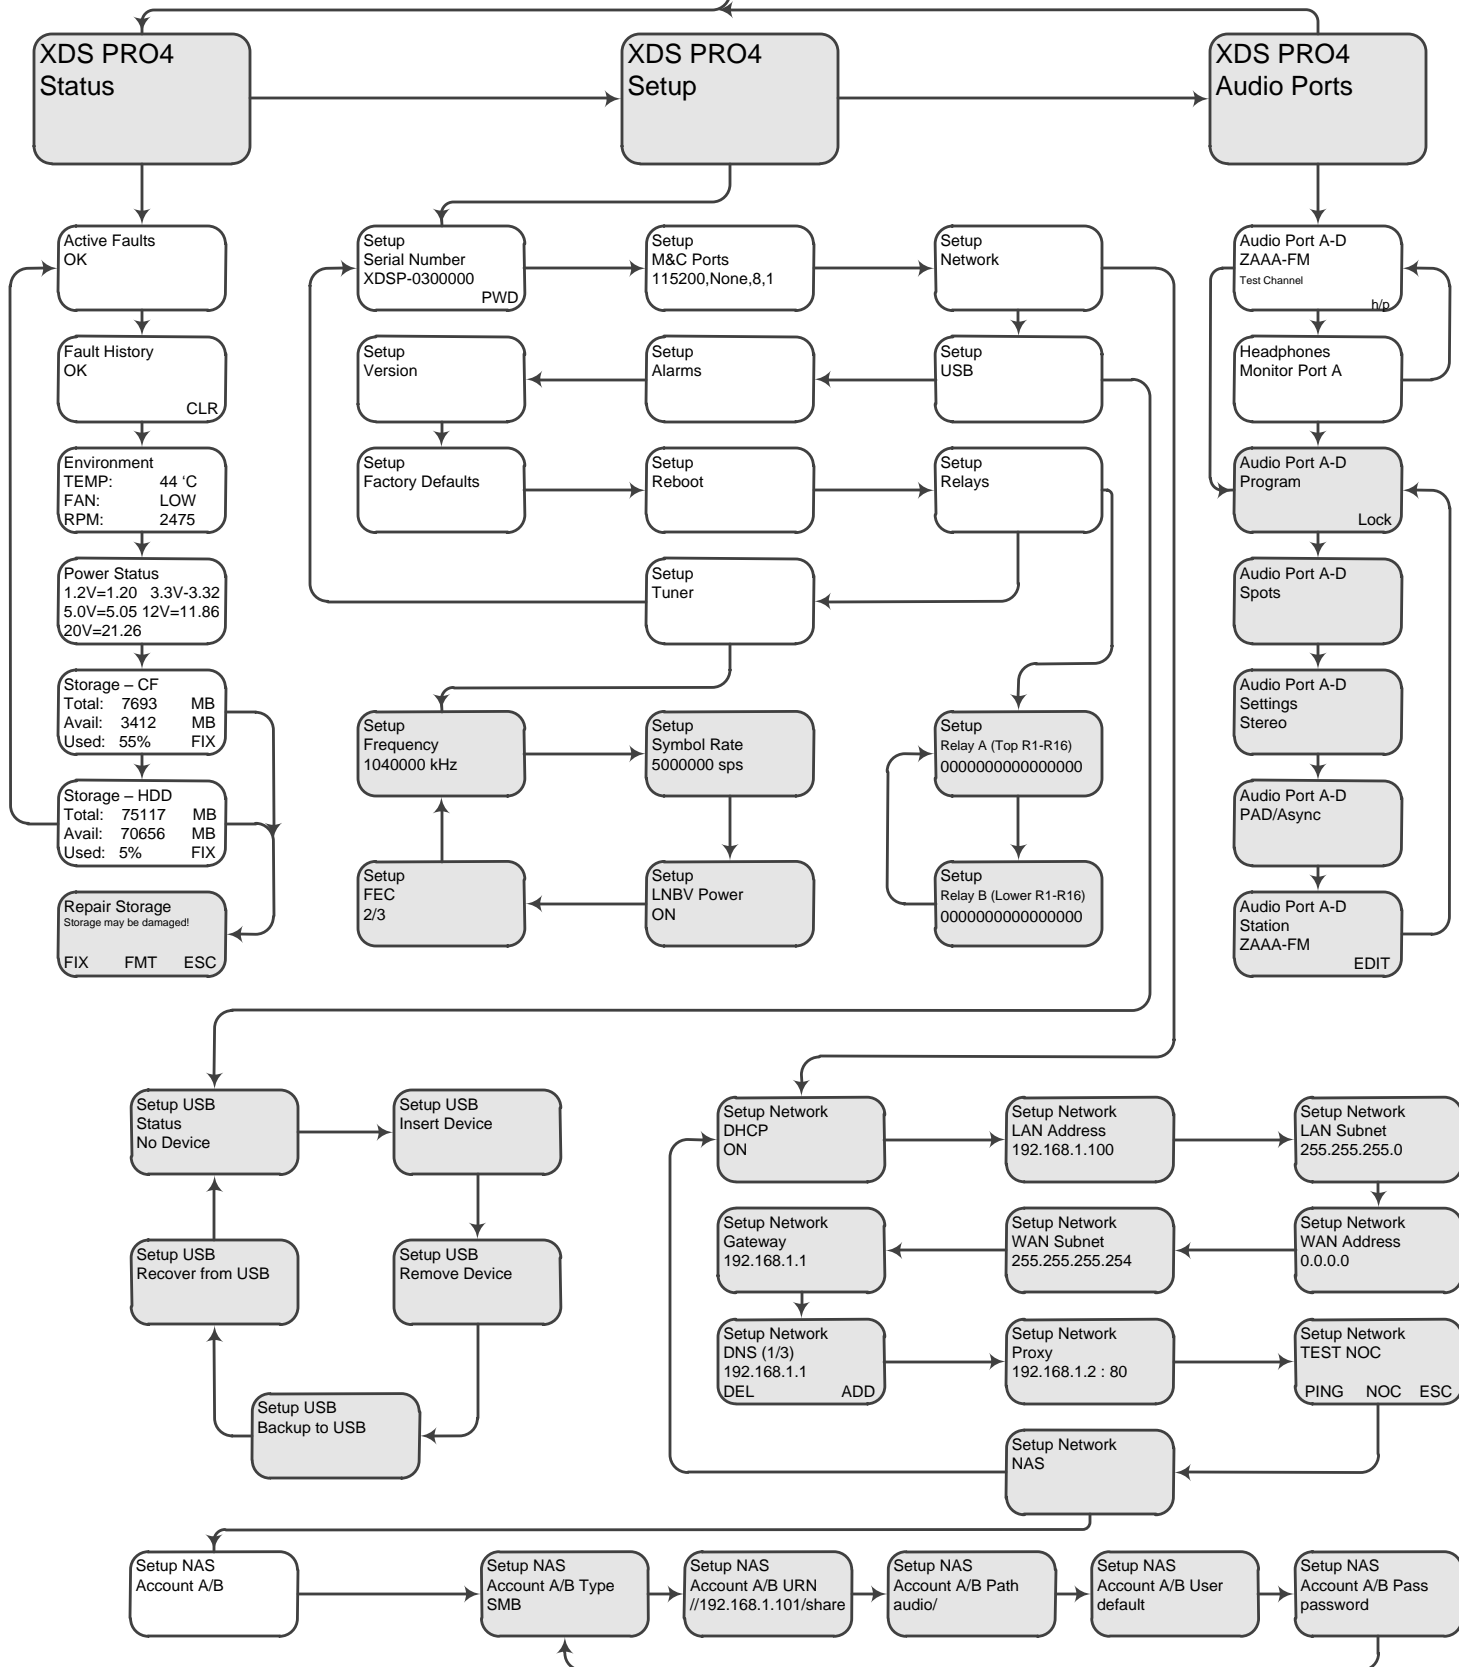 XDS PRO4
Status
XDS PRO4
Setup
XDS PRO4
Audio Ports
Active Faults
OK
Setup
Serial Number
XDSP-0300000
PWD
Setup
M&C Ports
115200,None,8,1
Setup
Network
Audio Port A-D
ZAAA-FM
Test Channel
h/p
Fault History
OK
CLR
Setup
Version
Setup
Alarms
Setup
USB
Headphones
Monitor Port A
Environment
TEMP: 44 ‘C
FAN: LOW
RPM: 2475
Setup
Factory Defaults
Setup
Reboot
Setup
Relays
Audio Port A-D
Program
Lock
Power Status
1.2V=1.20 3.3V-3.32
5.0V=5.05 12V=11.86
20V=21.26
Setup
Tuner
Audio Port A-D
Spots
Storage – CF
Total: 7693 MB
Avail: 3412 MB
Used: 55% FIX
Setup
Frequency
1040000 kHz
Setup
Symbol Rate
5000000 sps
Setup
Relay A (Top R1-R16)
0000000000000000
Audio Port A-D
Settings
Stereo
Storage – HDD
Total: 75117 MB
Avail: 70656 MB
Used: 5% FIX
Audio Port A-D
PAD/Async
Setup
FEC
2/3
Setup
LNBV Power
ON
Setup
Relay B (Lower R1-R16)
0000000000000000
Repair Storage
Storage may be damaged!
FIX FMT ESC
Audio Port A-D
Station
ZAAA-FM
EDIT
Setup USB
Status
No Device
Setup USB
Insert Device
Setup Network
DHCP
ON
Setup Network
LAN Address
192.168.1.100
Setup Network
LAN Subnet
255.255.255.0
Setup USB
Recover from USB
Setup USB
Remove Device
Setup Network
Gateway
192.168.1.1
Setup Network
WAN Subnet
255.255.255.254
Setup Network
WAN Address
0.0.0.0
Setup Network
DNS (1/3)
192.168.1.1
DEL ADD
Setup Network
Proxy
192.168.1.2 : 80
Setup Network
TEST NOC
PING NOC ESC
Setup USB
Backup to USB
Setup Network
NAS
Setup NAS
Account A/B
Setup NAS
Account A/B Type
SMB
Setup NAS
Account A/B URN
//192.168.1.101/share
Setup NAS
Account A/B Path
audio/
Setup NAS
Account A/B User
default
Setup NAS
Account A/B Pass
password